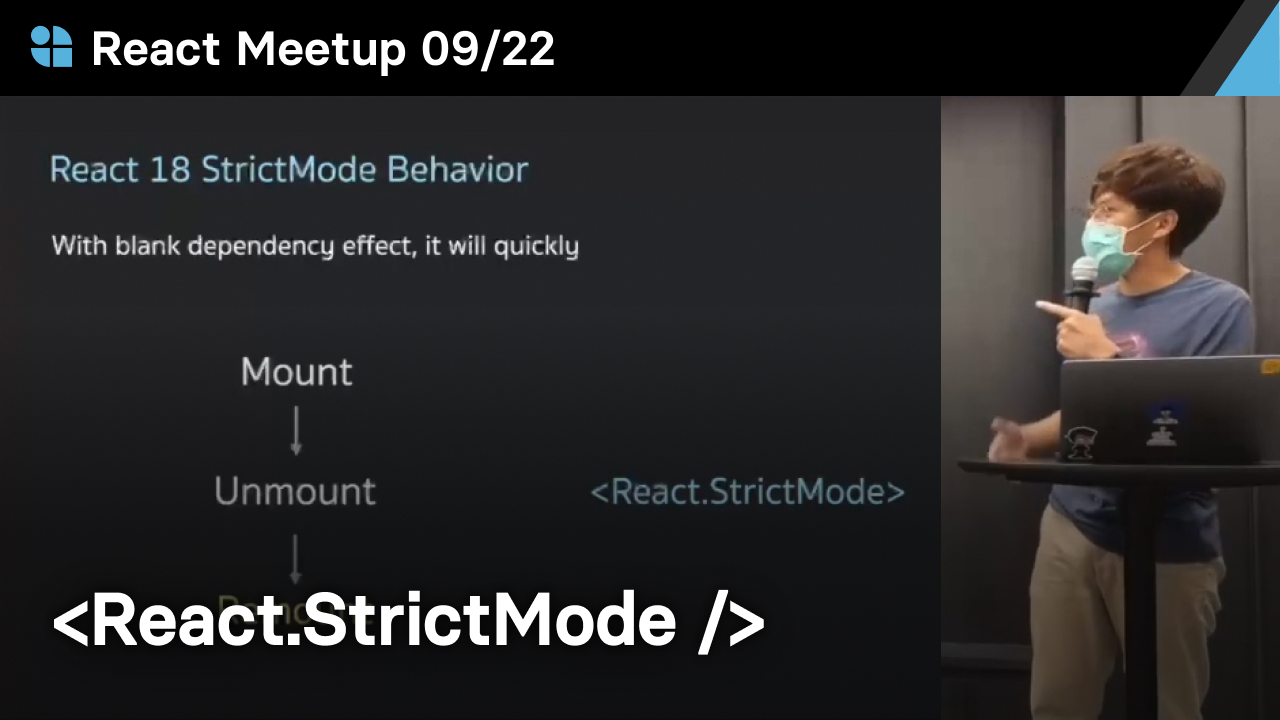 React Meetup 09/22
React 18 StrictMode Behavior
With blank dependency effect, it will quickly
Mount
Unmount
<React.StrictMode>
<React.StrictMode />